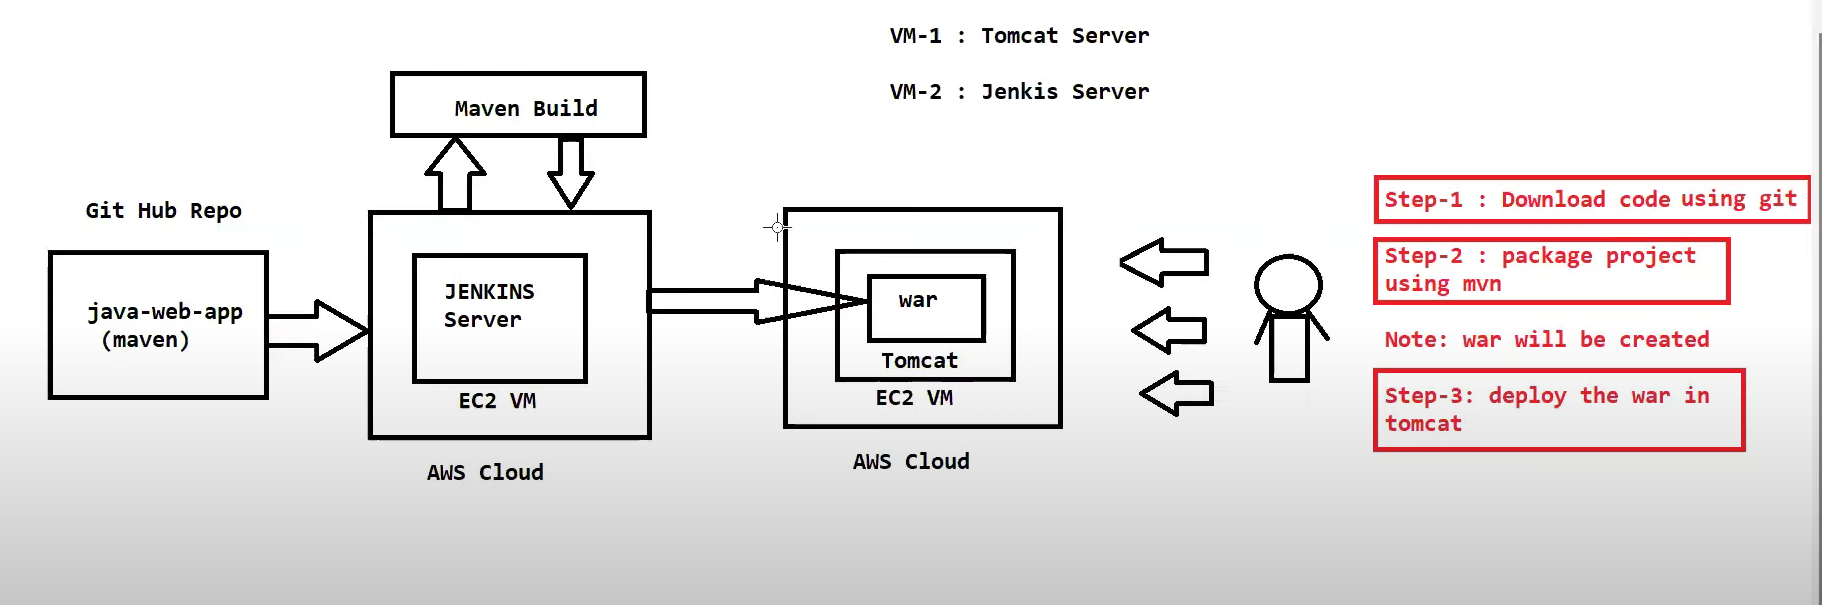 VM-1 : Tomcat Server
VM-2 : Jenkis Server
Maven Build
Git Hub Repo
java-web-app
(maven)
JENKINS
Server
EC2 VM
AWS Cloud
war
Tomcat
EC2 VM
AWS Cloud
Step-1 : Download code using git
Step-2 : package project
using mvn
Note: war will be created
Step-3: deploy the war in
tomcat